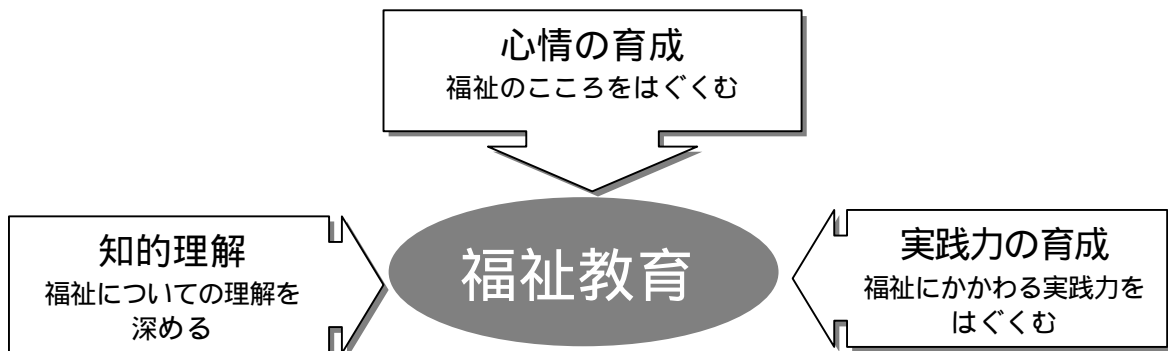 心情の育成
福祉のこころをはぐくむ
知的理解
福祉についての理解を
深める
福祉教育
実践力の育成
福祉にかかわる実践力を
はぐくむ